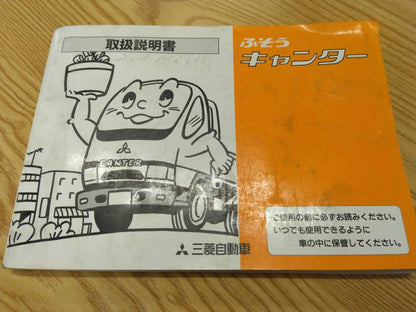 取扱説明書
ふそう
キャンター
CANTER
ご使用の前に必ずお読みください。
いつでも使用できるように
車の中に保管してください。
三菱自動車